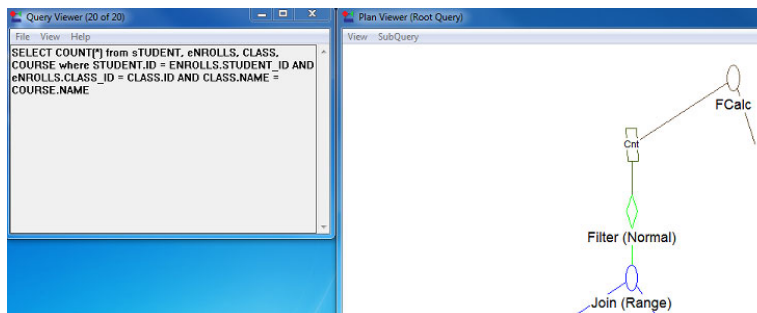 Query Viewer (20 of 20)
File View Help
SELECT COUNT(*) from sTUDENT, eNROLLS, CLASS,
COURSE where STUDENT.ID = ENROLLS.STUDENT_ID AND
eNROLLS.CLASS_ID = CLASS.ID AND CLASS.NAME =
COURSE.NAME
Plan Viewer (Root Query)
View SubQuery
FCalc
Cnt
Filter (Normal)
Join (Range)